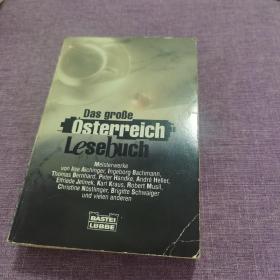 Das große
Österreich
Lesebuch
Meisterwerke
von Ilse Aichinger, Ingeborg Bachmann,
Thomas Bernhard, Peter Handke, André Heller,
Elfriede Jelinek, Karl Kraus, Robert Musil,
Christine Nöstlinger, Brigitte Schwaiger
und vielen anderen
BASTEI
LÜBBE